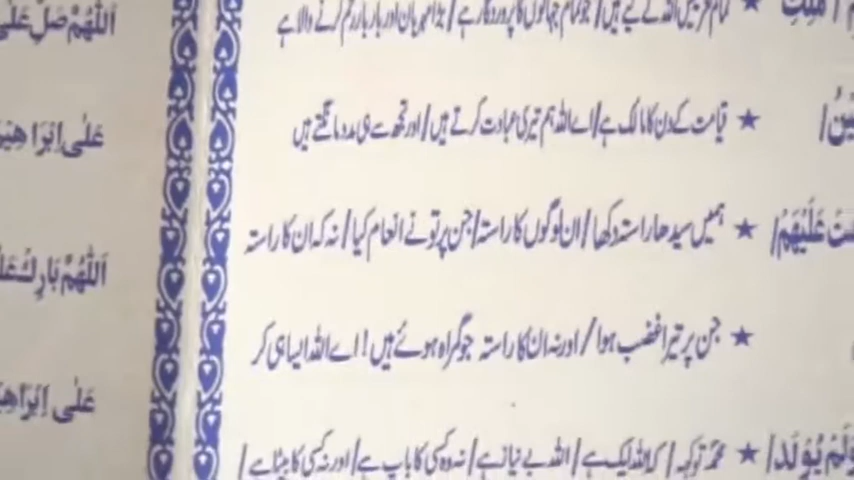 تمام تعریفیں اللہ کے لیے ہیں/جو تمام جہانوں کا پروردگار ہے/بڑا مہربان اور بار بار رحم کرنے والا ہے
★ قیامت کے دن کا مالک ہے/اے اللہ ہم تیری عبادت کرتے ہیں/اور تجھ سے ہی مدد مانگتے ہیں
عَلَيْهِمْ/ ★ ہمیں سیدھا راستہ دکھا/ان لوگوں کا راستہ/جن پر تو نے انعام کیا/نہ کہ ان کا راستہ
★ جن پر تیرا غضب ہوا/اور نہ ان کا راستہ جو گمراہ ہوئے ہیں!اے اللہ ایسا ہی کر
وَلَمْ يُوْلَدْ/ ★ محمدؐ تو کہہ/کہ اللہ ایک ہے/اللہ بے نیاز ہے/نہ وہ کسی کا باپ ہے/اور نہ کسی کا بیٹا ہے/
اَللّٰهُمَّ صَلِّ عَلٰی
عَلٰی اِبْرَاهِيْمَ
اَللّٰهُمَّ بَارِكْ
عَلٰی اِبْرَاهِيْمَ